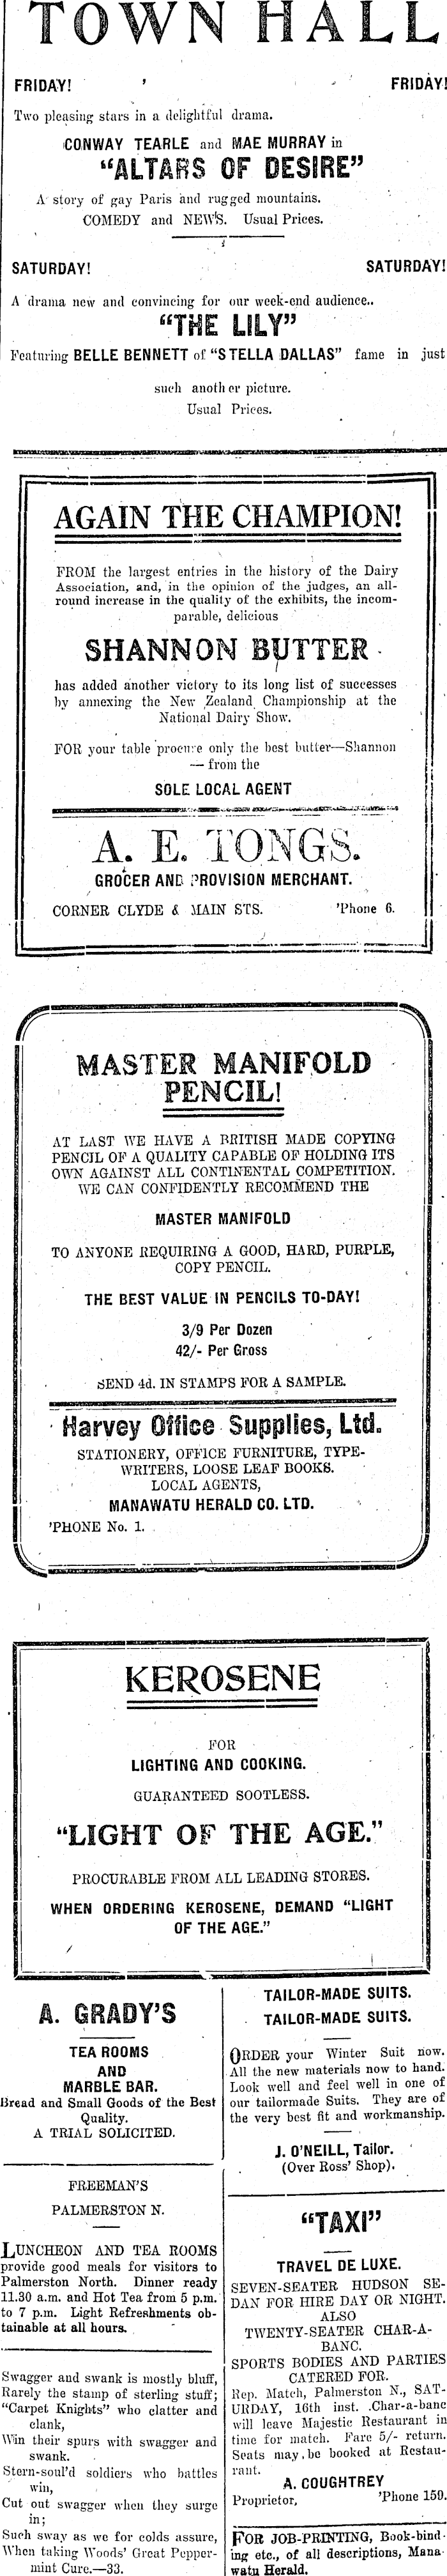 TOWN HALL
FRIDAY! FRIDAY!
Two pleasing stars in a delightful drama.
CONWAY TEARLE and MAE MURRAY in
"ALTARS OF DESIRE"
A story of gay Paris and rugged mountains.
COMEDY and NEWS. Usual Prices.
SATURDAY! SATURDAY!
A drama new and convincing for our week-end audience..
"THE LILY"
Featuring BELLE BENNETT of "STELLA DALLAS" fame in just
such another picture.
Usual Prices.
AGAIN THE CHAMPION!
FROM the largest entries in the history of the Dairy
Association, and, in the opinion of the judges, an all-
round increase in the quality of the exhibits, the incom-
parable, delicious
SHANNON BUTTER
has added another victory to its long list of successes
by annexing the New Zealand Championship at the
National Dairy Show.
FOR your table procure only the best butter—Shannon
— from the
SOLE LOCAL AGENT
A. E. TONGS.
GROCER AND PROVISION MERCHANT.
CORNER CLYDE & MAIN STS. 'Phone 6.
MASTER MANIFOLD
PENCIL!
AT LAST WE HAVE A BRITISH MADE COPYING
PENCIL OF A QUALITY CAPABLE OF HOLDING ITS
OWN AGAINST ALL CONTINENTAL COMPETITION.
WE CAN CONFIDENTLY RECOMMEND THE
MASTER MANIFOLD
TO ANYONE REQUIRING A GOOD, HARD, PURPLE,
COPY PENCIL.
THE BEST VALUE IN PENCILS TO-DAY!
3/9 Per Dozen
42/- Per Gross
SEND 4d. IN STAMPS FOR A SAMPLE.
Harvey Office Supplies, Ltd.
STATIONERY, OFFICE FURNITURE, TYPE-
WRITERS, LOOSE LEAF BOOKS.
LOCAL AGENTS,
MANAWATU HERALD CO. LTD.
'PHONE No. 1.
KEROSENE
FOR
LIGHTING AND COOKING.
GUARANTEED SOOTLESS.
"LIGHT OF THE AGE."
PROCURABLE FROM ALL LEADING STORES.
WHEN ORDERING KEROSENE, DEMAND "LIGHT
OF THE AGE."
A. GRADY'S
TEA ROOMS
AND
MARBLE BAR.
Bread and Small Goods of the Best
Quality.
A TRIAL SOLICITED.
FREEMAN'S
PALMERSTON N.
LUNCHEON AND TEA ROOMS
provide good meals for visitors to
Palmerston North. Dinner ready
11.30 a.m. and Hot Tea from 5 p.m.
to 7 p.m. Light Refreshments ob-
tainable at all hours.
Swagger and swank is mostly bluff,
Rarely the stamp of sterling stuff;
"Carpet Knights" who clatter and
clank,
Win their spurs with swagger and
swank.
Stern-soul'd soldiers who battles
win,
Cut out swagger when they surge
in;
Such sway as we for colds assure,
When taking Woods' Great Pepper-
mint Cure.—33.
TAILOR-MADE SUITS.
TAILOR-MADE SUITS.
ORDER your Winter Suit now.
All the new materials now to hand.
Look well and feel well in one of
our tailormade Suits. They are of
the very best fit and workmanship.
J. O'NEILL, Tailor.
(Over Ross' Shop).
"TAXI"
TRAVEL DE LUXE.
SEVEN-SEATER HUDSON SE-
DAN FOR HIRE DAY OR NIGHT.
ALSO
TWENTY-SEATER CHAR-A-
BANC.
SPORTS BODIES AND PARTIES
CATERED FOR.
Rep. Match, Palmerston N., SAT-
URDAY, 16th inst. Char-a-banc
will leave Majestic Restaurant in
time for match. Fare 5/- return.
Seats may be booked at Restau-
rant.
A. COUGHTREY
Proprietor, 'Phone 159.
FOR JOB-PRINTING, Book-bind-
ing etc., of all descriptions, Mana-
watu Herald.